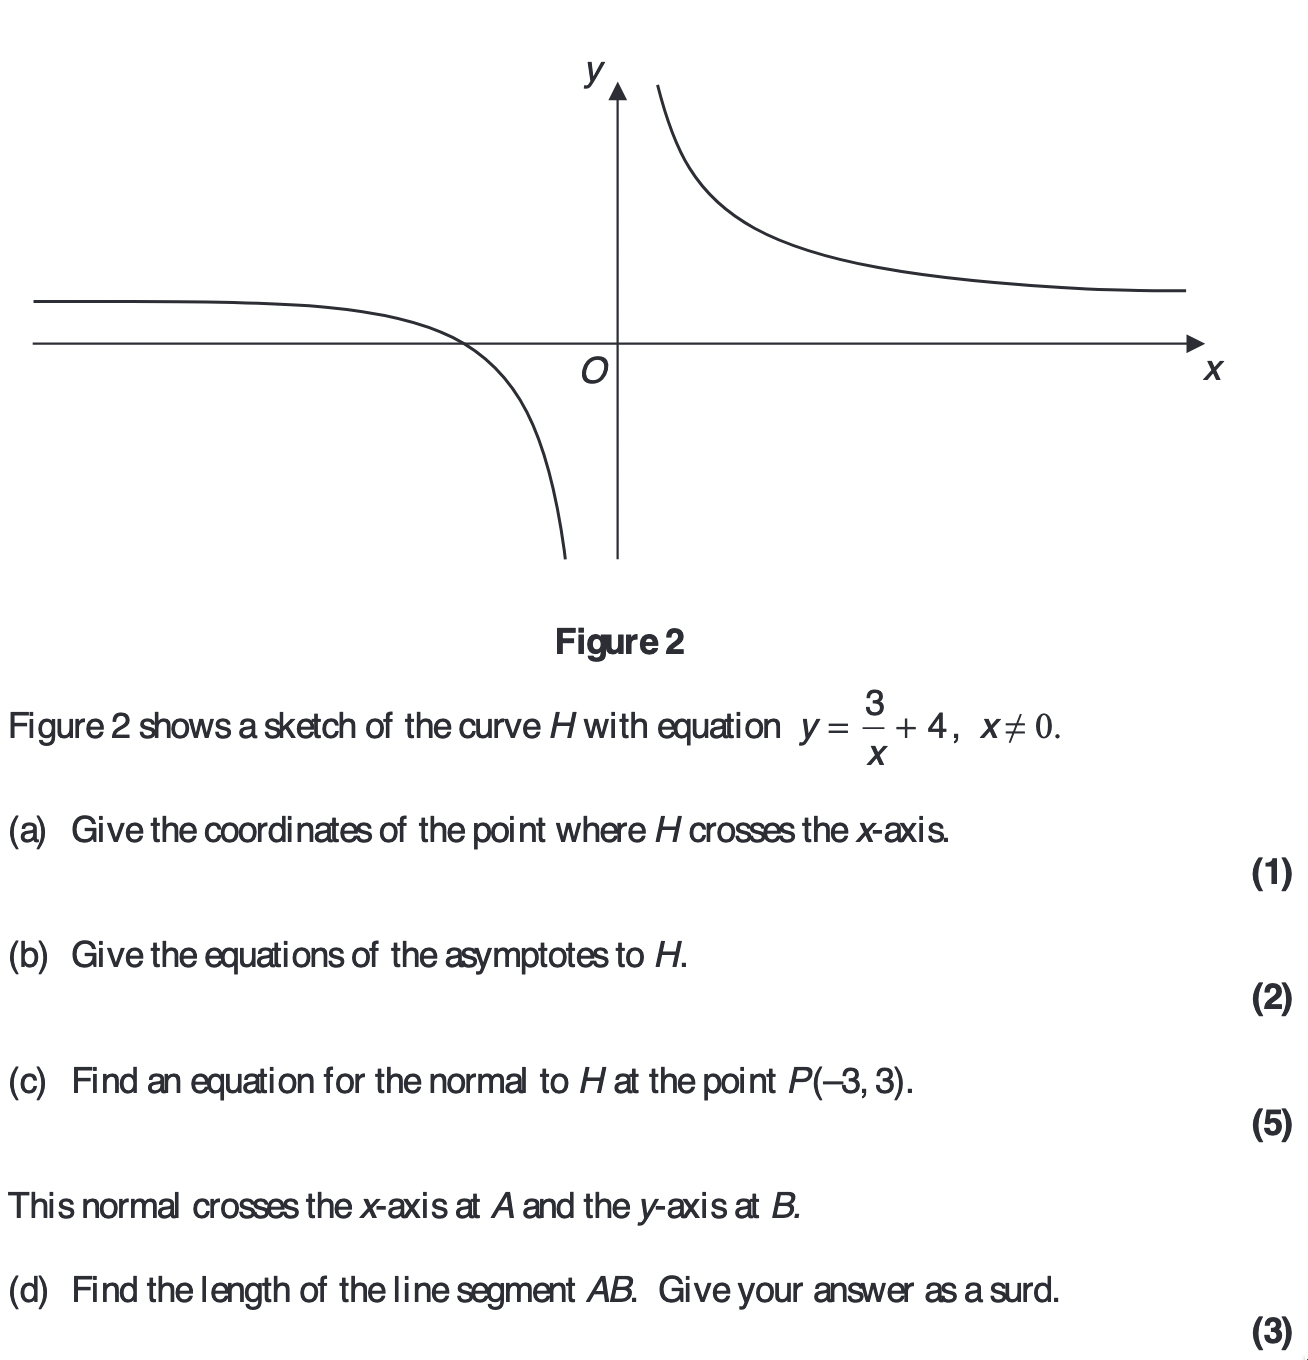 y
O
x
Figure 2
Figure 2 shows a sketch of the curve H with equation y = 3/x + 4, x ≠ 0.
(a) Give the coordinates of the point where H crosses the x-axis.
(1)
(b) Give the equations of the asymptotes to H.
(2)
(c) Find an equation for the normal to H at the point P(–3, 3).
(5)
This normal crosses the x-axis at A and the y-axis at B.
(d) Find the length of the line segment AB. Give your answer as a surd.
(3)